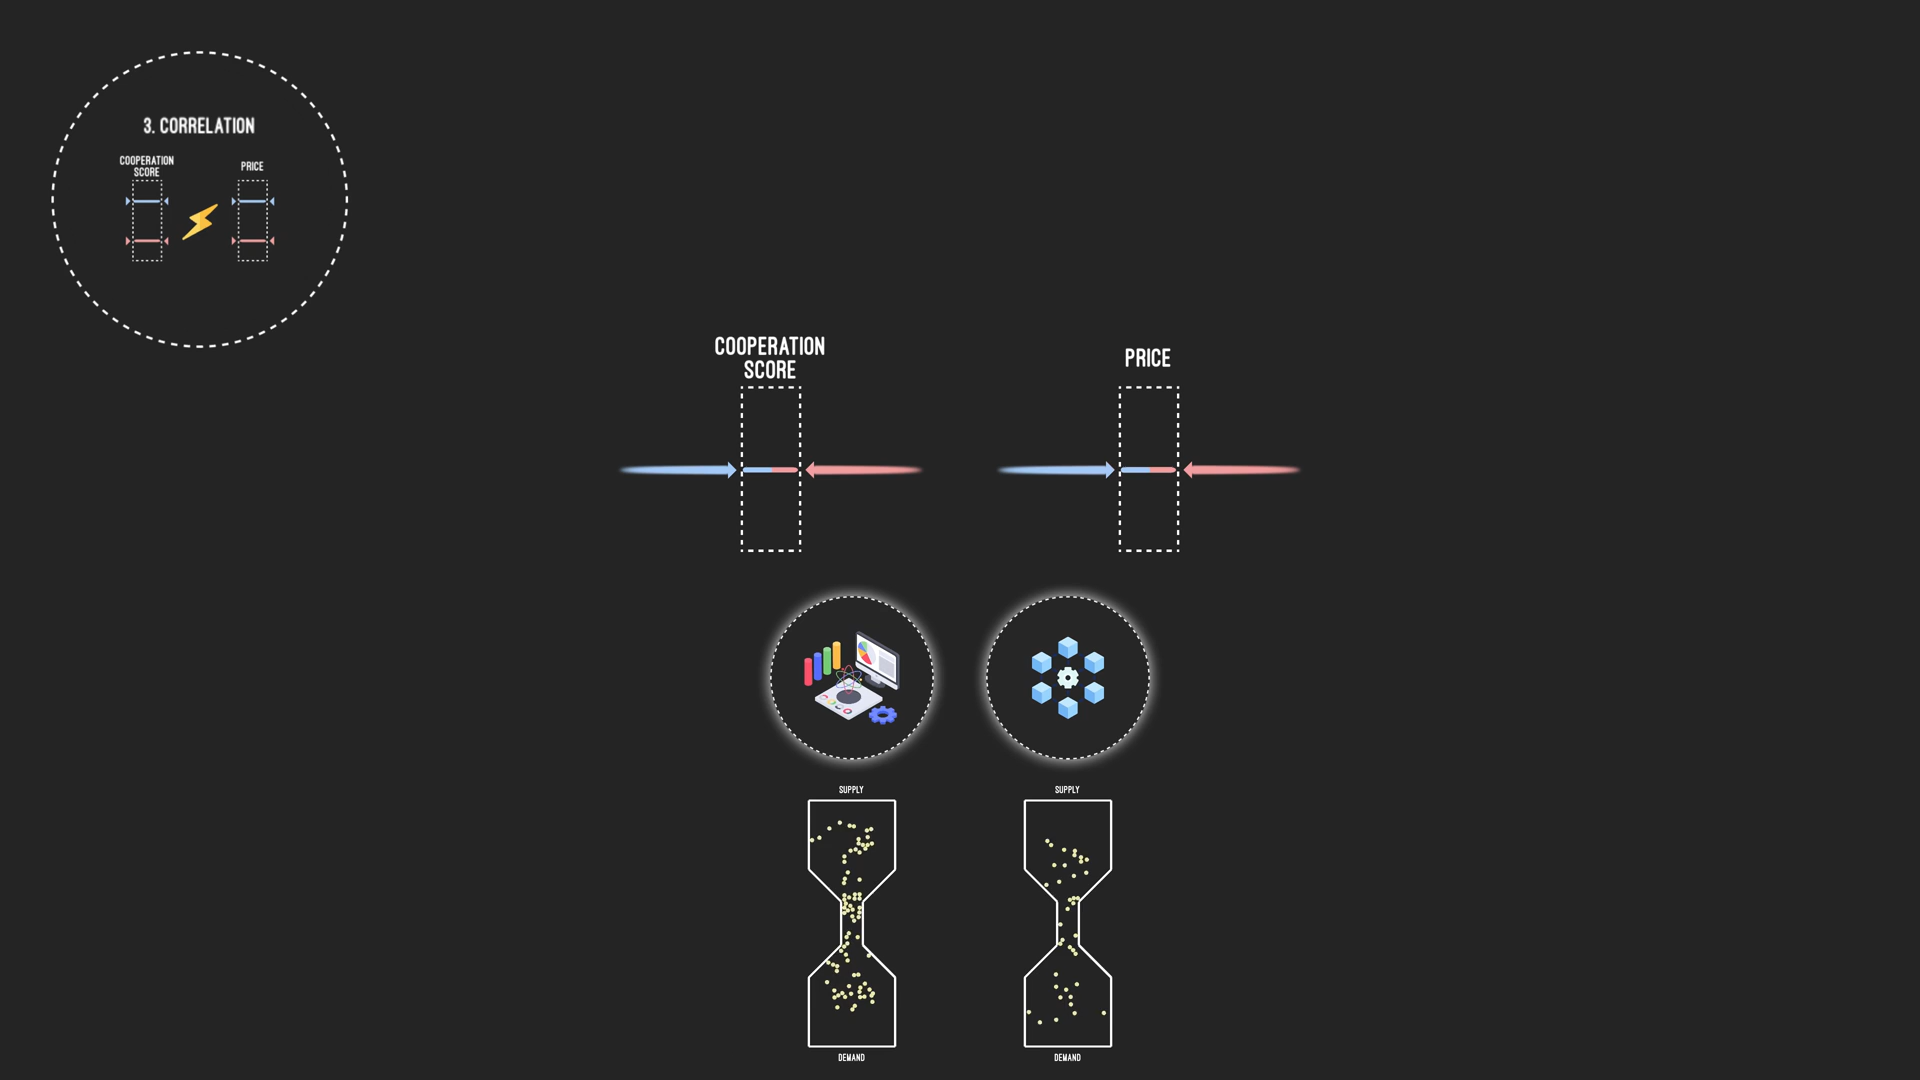 3. CORRELATION
COOPERATION
SCORE
PRICE
COOPERATION
SCORE
PRICE
SUPPLY
SUPPLY
DEMAND
DEMAND